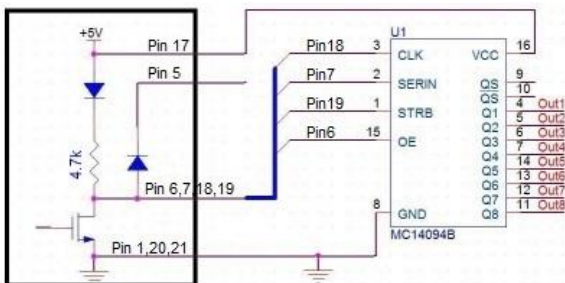 +5V
Pin 17
Pin 5
4.7k
Pin 6,7,18,19
Pin 1,20,21
Pin18
Pin7
Pin19
Pin6
U1
3 CLK VCC 16
2 SERIN QS 9
QS 10
1 STRB Q1 4 Out1
Q2 5 Out2
Q3 6 Out3
15 OE Q4 7 Out4
Q5 14 Out5
Q6 13 Out6
Q7 12 Out7
8 GND Q8 11 Out8
MC14094B